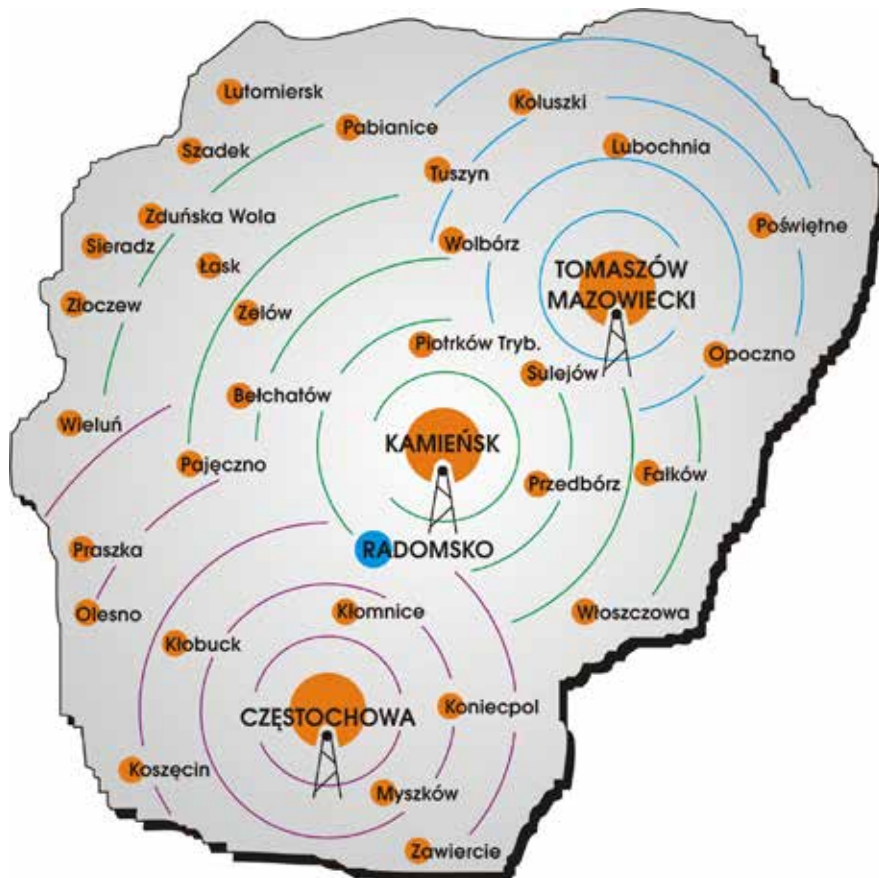 Lutomiersk
Koluszki
Pabianice
Szadek
Lubochnia
Tuszyn
Zduńska Wola
Poświętne
Sieradz
Wolbórz
Łask
TOMASZÓW
MAZOWIECKI
Złoczew
Zelów
Piotrków Tryb.
Opoczno
Sulejów
Bełchatów
Wieluń
KAMIEŃSK
Pajęczno
Fałków
Przedbórz
Praszka
RADOMSKO
Olesno
Kłomnice
Włoszczowa
Kłobuck
Koniecpol
CZĘSTOCHOWA
Koszęcin
Myszków
Zawiercie